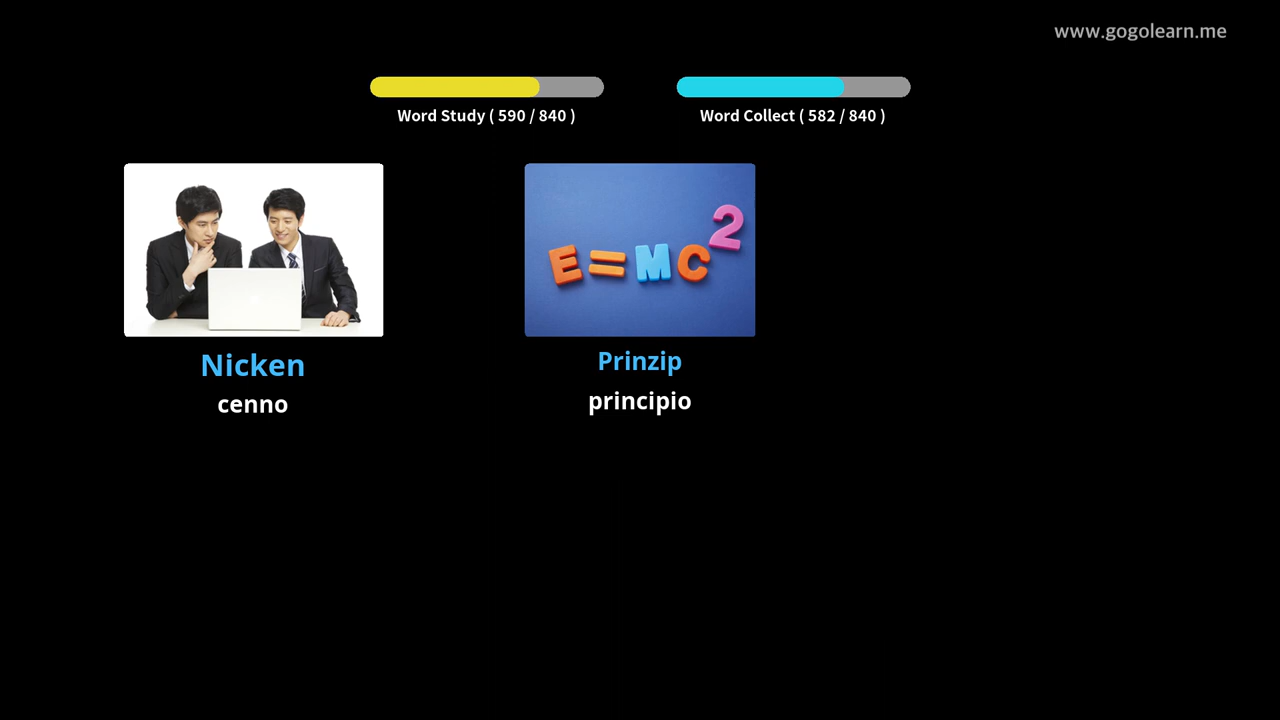 www.gogolearn.me
Word Study ( 590 / 840 )
Word Collect ( 582 / 840 )
E=MC2
Nicken
cenno
Prinzip
principio